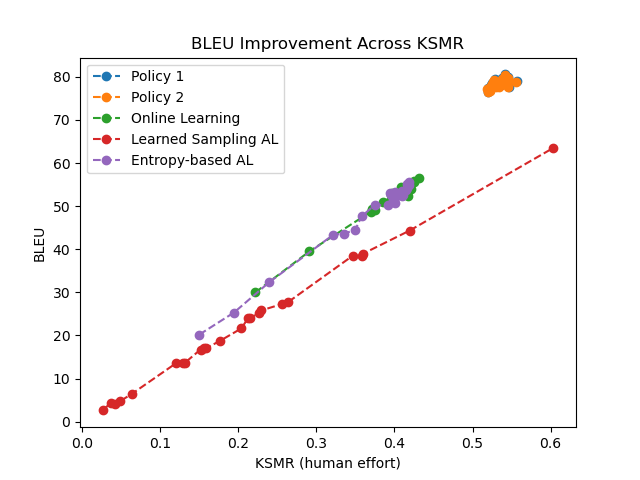 BLEU Improvement Across KSMR
Policy 1
Policy 2
Online Learning
Learned Sampling AL
Entropy-based AL
BLEU
80
70
60
50
40
30
20
10
0
0.0 0.1 0.2 0.3 0.4 0.5 0.6
KSMR (human effort)